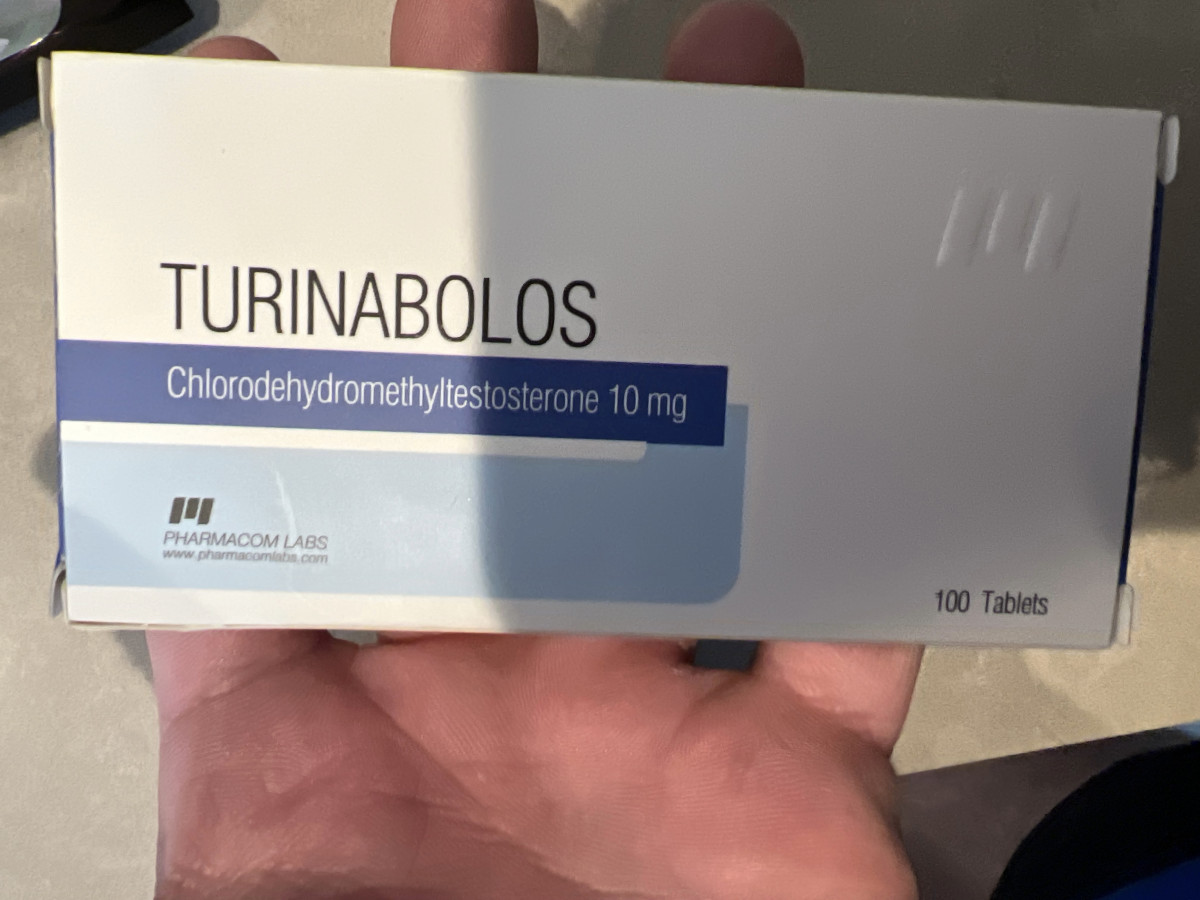 TURINABOLOS
Chlorodehydromethyltestosterone 10 mg
PHARMACOM LABS
www.pharmacomlabs.com
100 Tablets